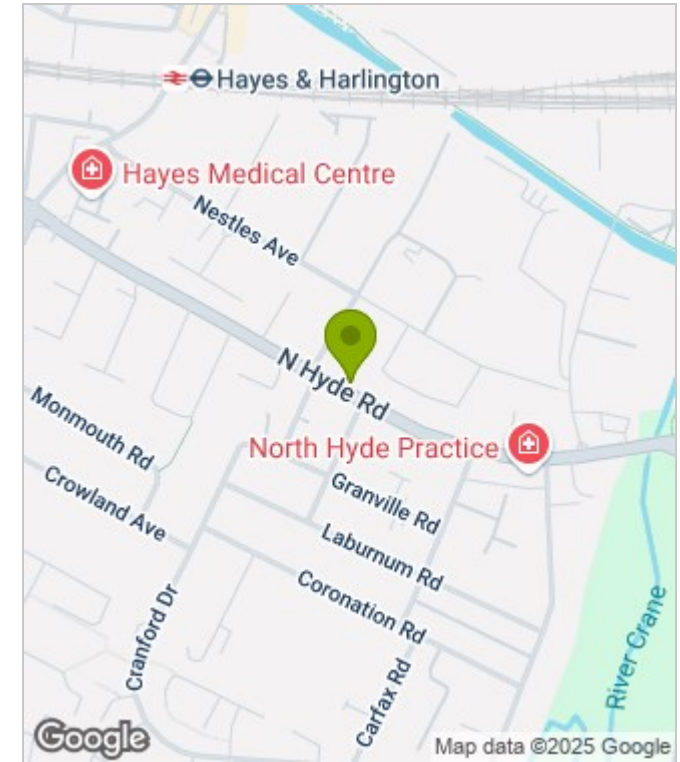 Hayes & Harlington
Hayes Medical Centre
Nestles Ave
N Hyde Rd
Monmouth Rd
North Hyde Practice
Crowland Ave
Granville Rd
Laburnum Rd
Coronation Rd
Cranford Dr
Carfax Rd
River Crane
Google
Map data ©2025 Google